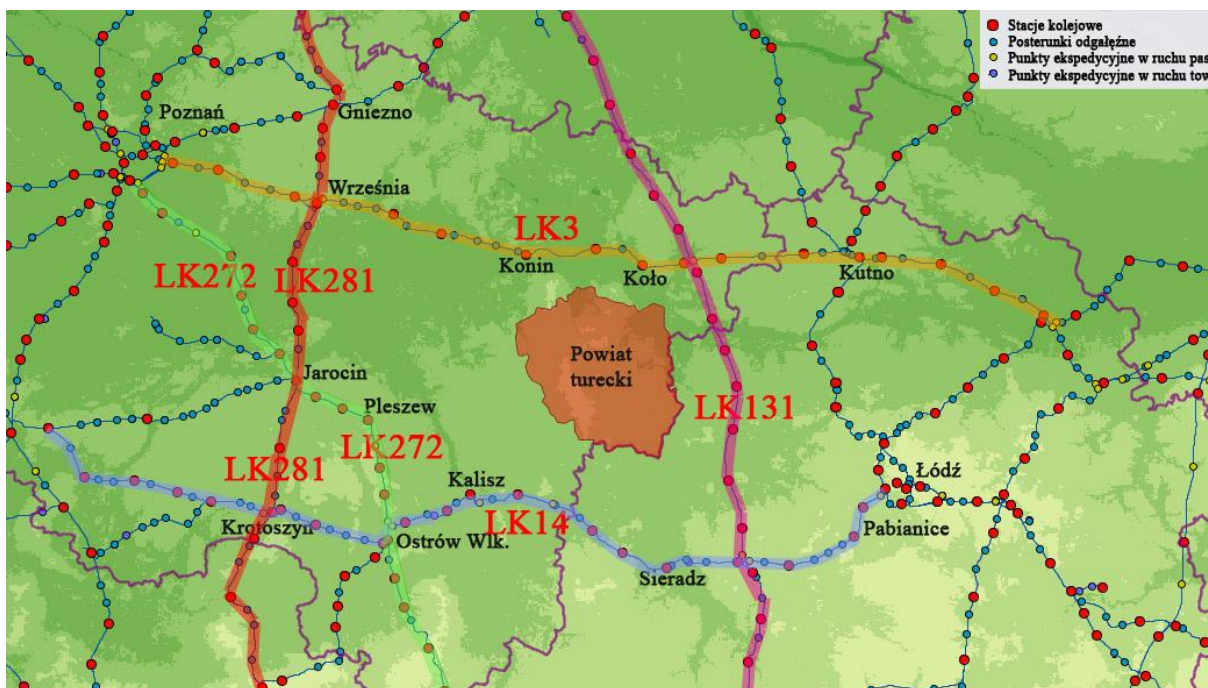 Stacje kolejowe
Posterunki odgałęźne
Punkty ekspedycyjne w ruchu pas
Punkty ekspedycyjne w ruchu tow
Poznań
Gniezno
Września
LK3
LK272
LK281
Konin
Koło
Kutno
Powiat
turecki
Jarocin
Pleszew
LK131
LK281
LK272
Kalisz
Łódź
LK14
Krotoszyn
Ostrów Wlk.
Pabianice
Sieradz